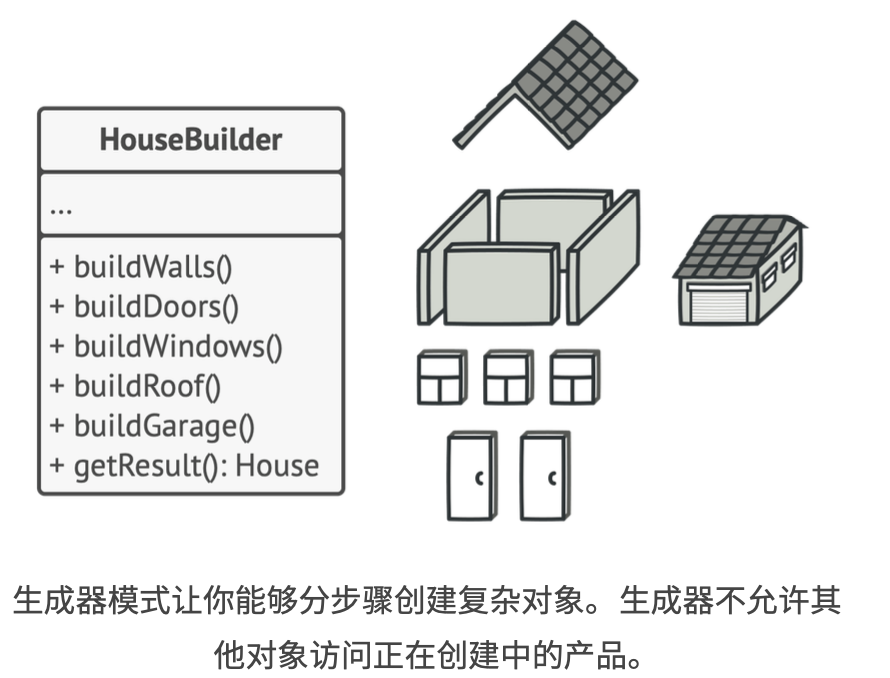 HouseBuilder
...
+ buildWalls()
+ buildDoors()
+ buildWindows()
+ buildRoof()
+ buildGarage()
+ getResult(): House
生成器模式让你能够分步骤创建复杂对象。 生成器不允许其
他对象访问正在创建中的产品。